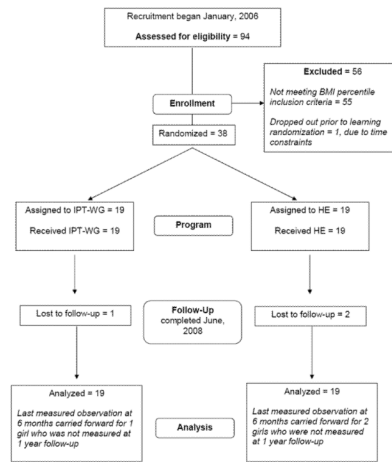 Recruitment began January, 2006
Assessed for eligibility = 94
Excluded = 56
Not meeting BMI percentile
inclusion criteria = 55
Dropped out prior to learning
randomization = 1, due to time
constraints
Enrollment
Randomized = 38
Assigned to IPT-WG = 19
Received IPT-WG = 19
Program
Assigned to HE = 19
Received HE = 19
Lost to follow-up = 1
Follow-Up
completed June,
2008
Lost to follow-up = 2
Analyzed = 19
Last measured observation at
6 months carried forward for 1
girl who was not measured at
1 year follow-up
Analysis
Analyzed = 19
Last measured observation at
6 months carried forward for 2
girls who were not measured at
1 year follow-up